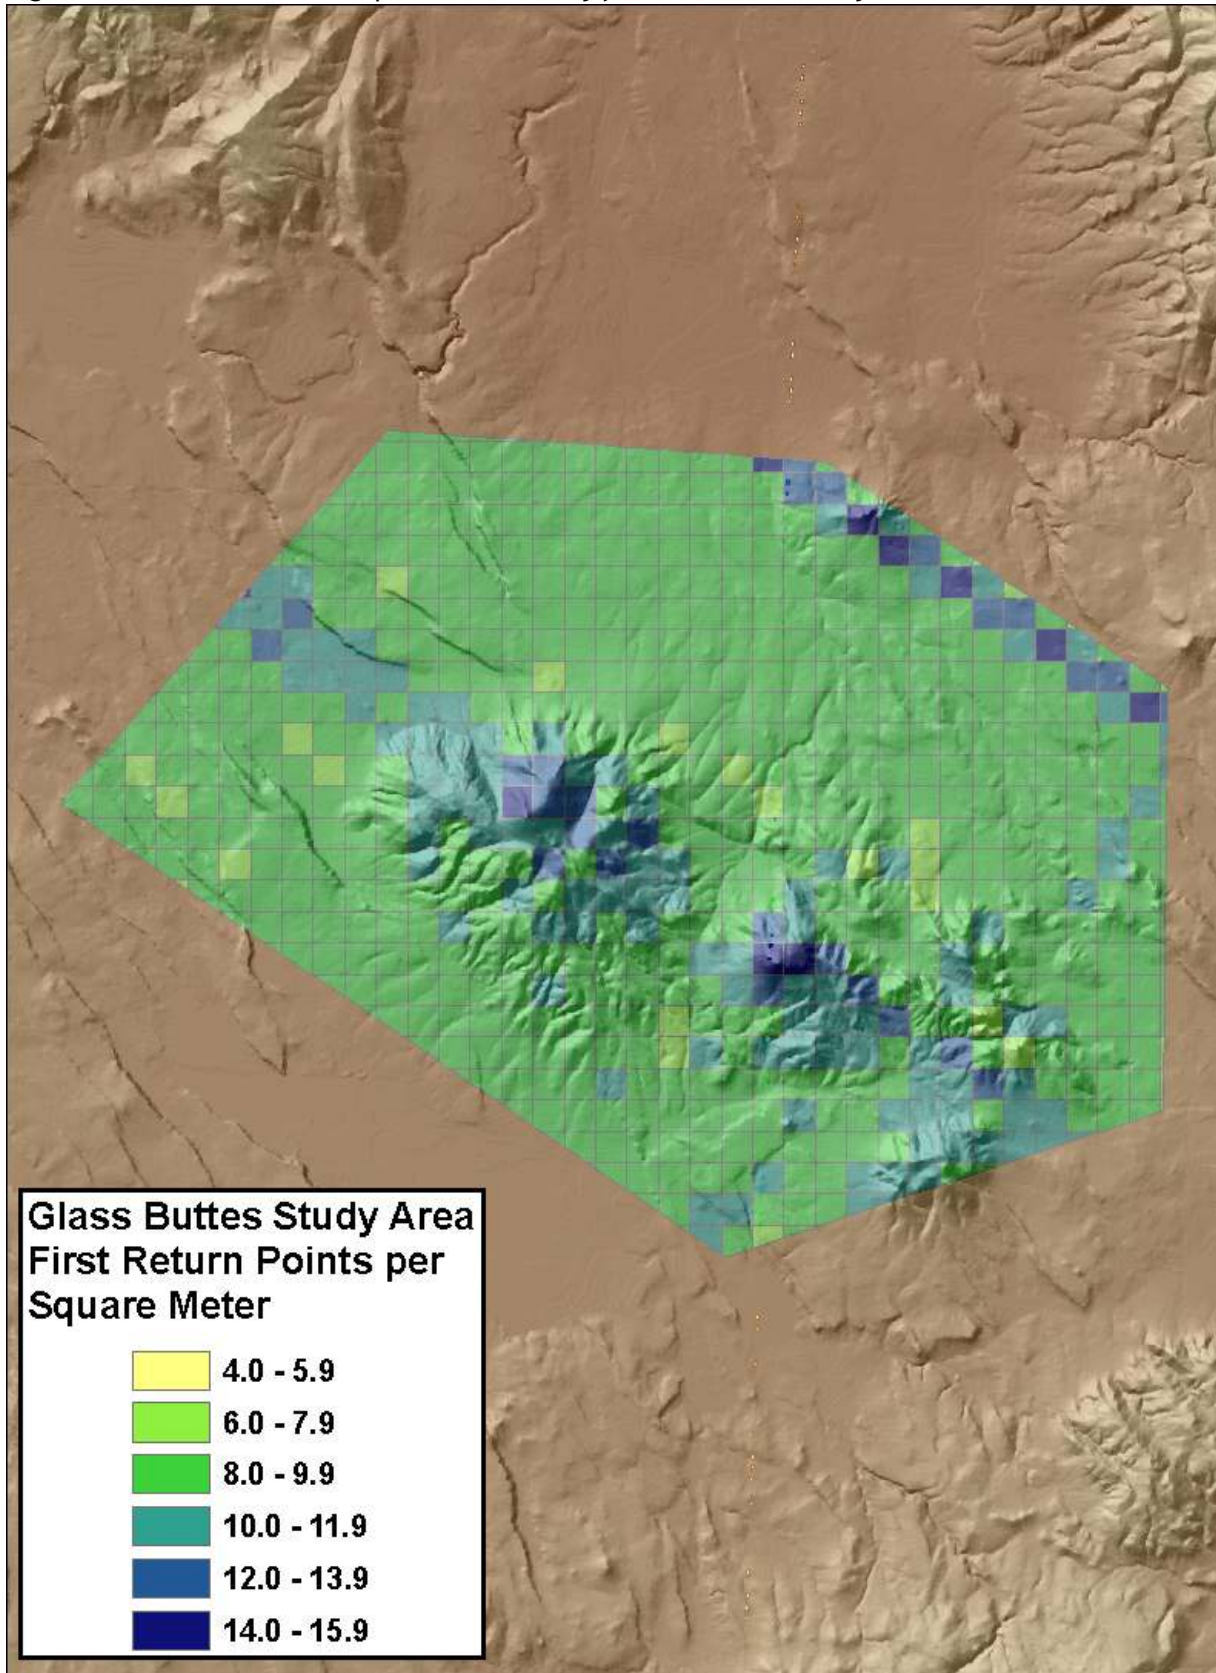 Glass Buttes Study Area
First Return Points per
Square Meter
4.0 - 5.9
6.0 - 7.9
8.0 - 9.9
10.0 - 11.9
12.0 - 13.9
14.0 - 15.9